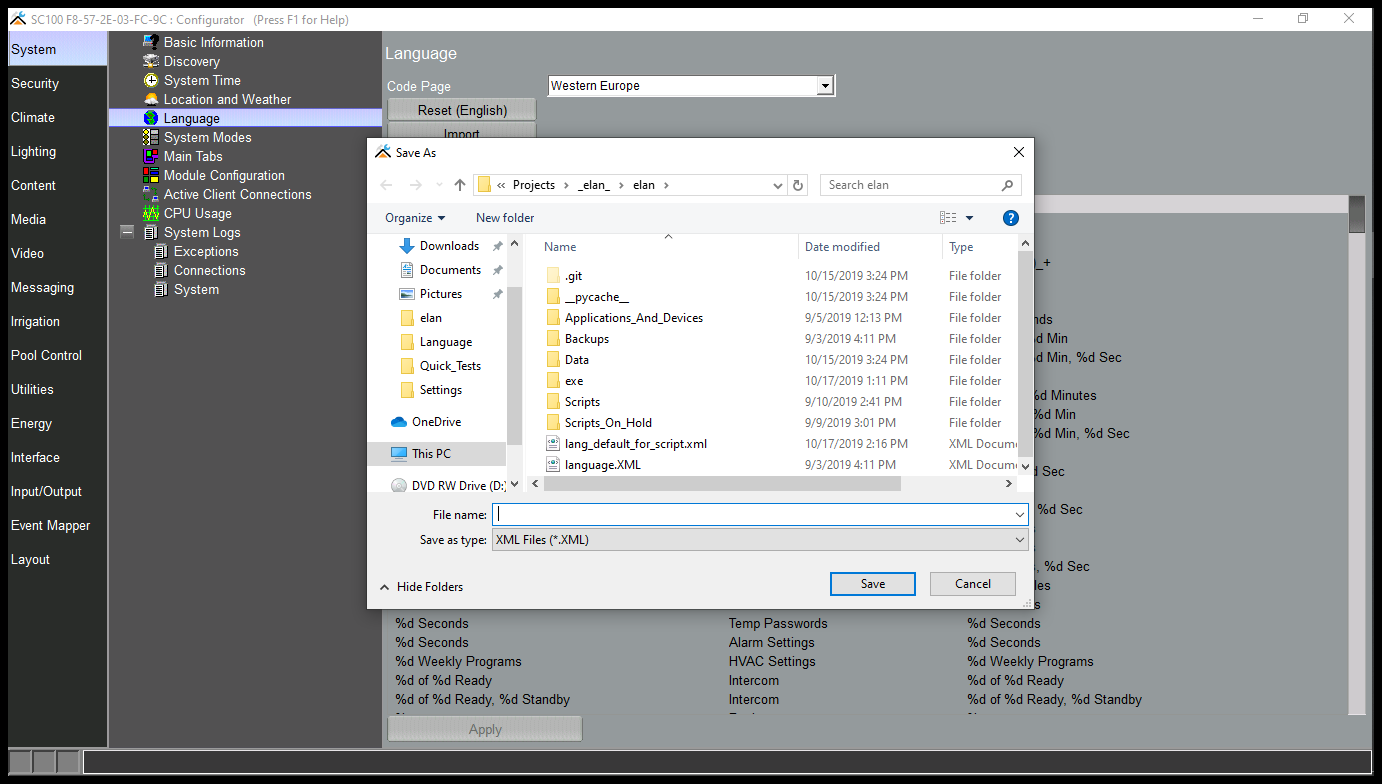 SC100 F8-57-2E-03-FC-9C : Configurator   (Press F1 for Help)
System
Security
Climate
Lighting
Content
Media
Video
Messaging
Irrigation
Pool Control
Utilities
Energy
Interface
Input/Output
Event Mapper
Layout
Basic Information
Discovery
System Time
Location and Weather
Language
System Modes
Main Tabs
Module Configuration
Active Client Connections
CPU Usage
System Logs
Exceptions
Connections
System
Language
Code Page Western Europe
Reset (English)
Import
Save As
« Projects › _elan_ › elan ›
Search elan
Organize New folder
Downloads
Documents
Pictures
elan
Language
Quick_Tests
Settings
OneDrive
This PC
DVD RW Drive (D:)
Name Date modified Type
.git 10/15/2019 3:24 PM File folder
__pycache__ 10/15/2019 3:24 PM File folder
Applications_And_Devices 9/5/2019 12:13 PM File folder
Backups 9/3/2019 4:11 PM File folder
Data 10/15/2019 3:24 PM File folder
exe 10/17/2019 1:11 PM File folder
Scripts 9/10/2019 2:41 PM File folder
Scripts_On_Hold 9/9/2019 3:01 PM File folder
lang_default_for_script.xml 10/17/2019 2:16 PM XML Docum
language.XML 9/3/2019 4:11 PM XML Docum
File name:
Save as type: XML Files (*.XML)
Hide Folders
Save Cancel
_+
nds
d Min
d Min, %d Sec
%d Minutes
%d Min
%d Min, %d Sec
d Sec
%d Sec
, %d Sec
les
s
%d Seconds Temp Passwords %d Seconds
%d Seconds Alarm Settings %d Seconds
%d Weekly Programs HVAC Settings %d Weekly Programs
%d of %d Ready Intercom %d of %d Ready
%d of %d Ready, %d Standby Intercom %d of %d Ready, %d Standby
Apply